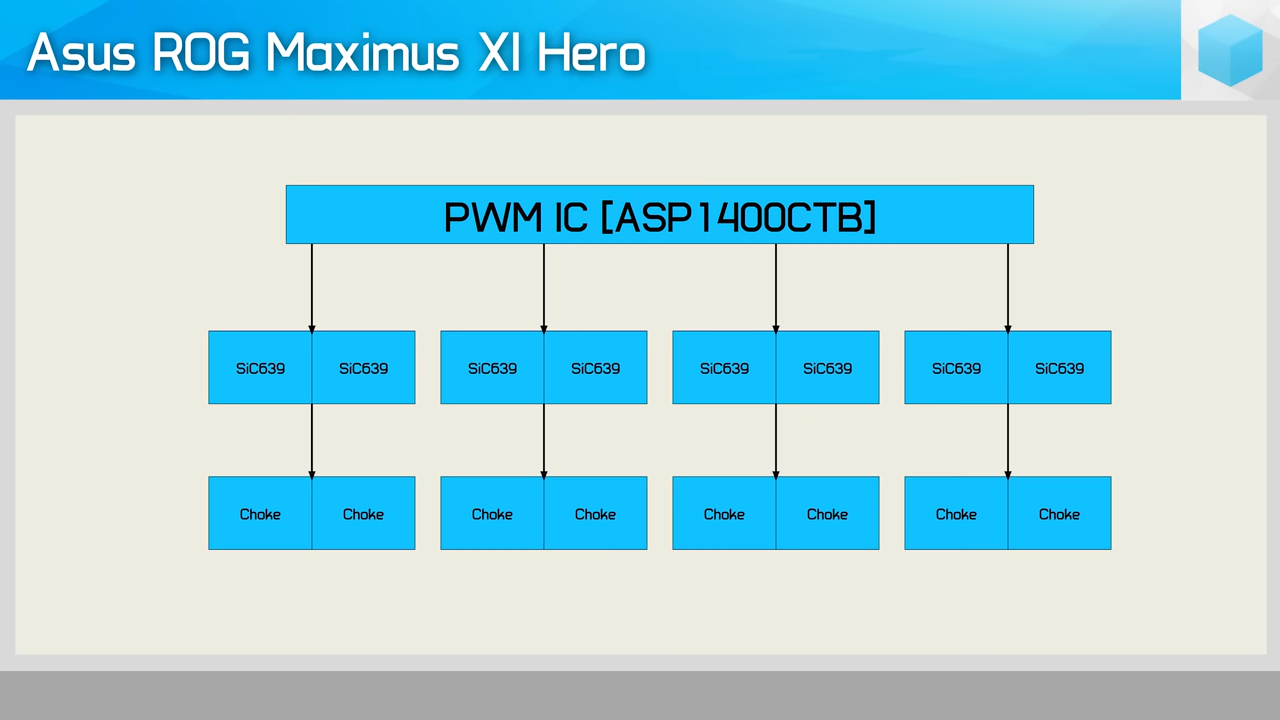 Asus ROG Maximus XI Hero
PWM IC [ASP1400CTB]
SiC639 SiC639 SiC639 SiC639 SiC639 SiC639 SiC639 SiC639
Choke Choke Choke Choke Choke Choke Choke Choke